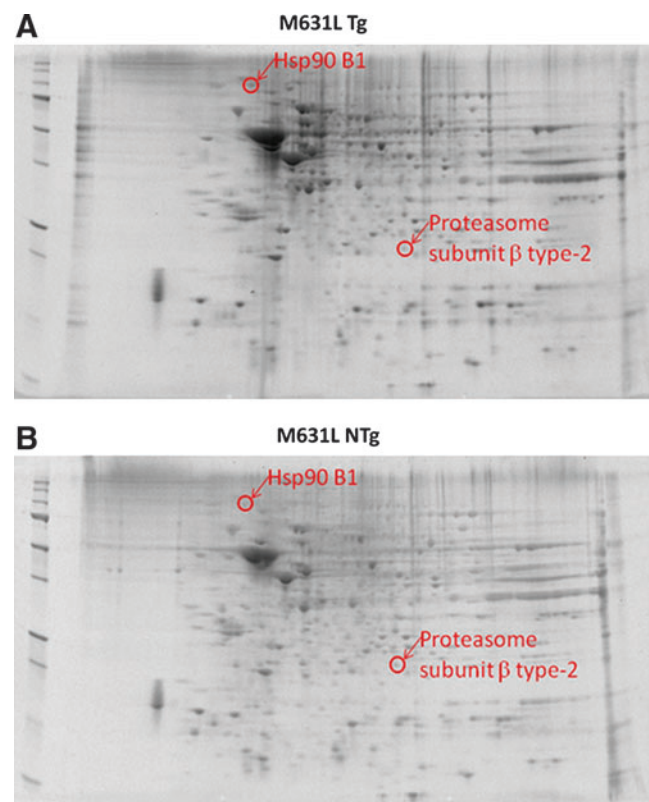 A
M631L Tg
Hsp90 B1
Proteasome
subunit β type-2
B
M631L NTg
Hsp90 B1
Proteasome
subunit β type-2